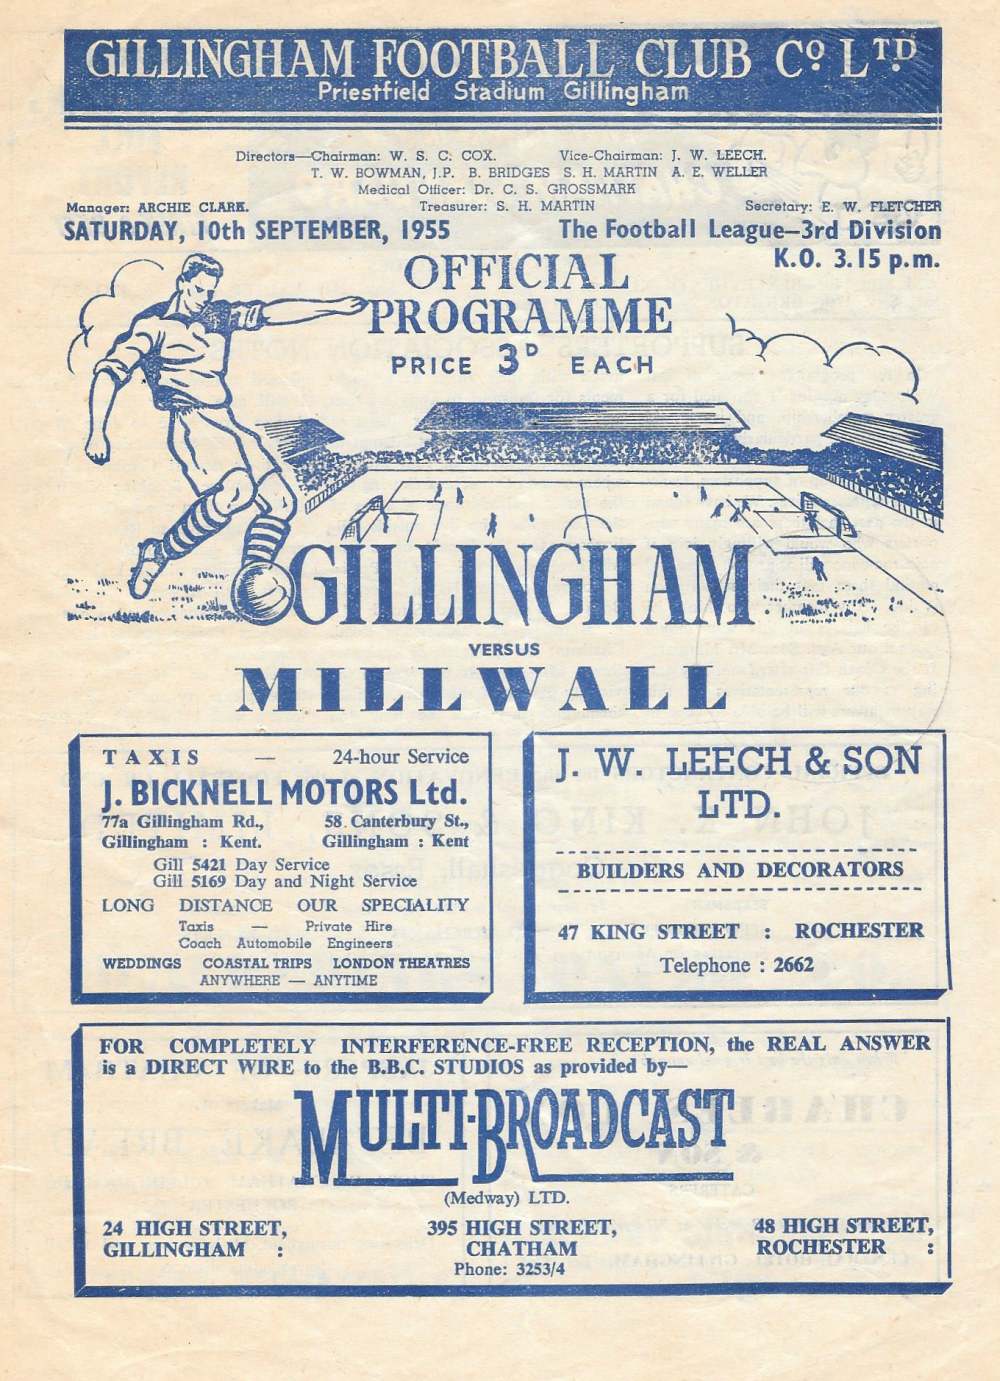 GILLINGHAM FOOTBALL CLUB Cº LTD
Priestfield Stadium Gillingham
Directors—Chairman: W. S. C. COX. Vice-Chairman: J. W. LEECH.
T. W. BOWMAN, J.P. B. BRIDGES S. H. MARTIN A. E. WELLER
Medical Officer: Dr. C. S. GROSSMARK
Manager: ARCHIE CLARK. Treasurer: S. H. MARTIN Secretary: E. W. FLETCHER
SATURDAY, 10th SEPTEMBER, 1955 The Football League—3rd Division
K.O. 3.15 p.m.
OFFICIAL
PROGRAMME
PRICE 3D EACH
GILLINGHAM
VERSUS
MILLWALL
TAXIS — 24-hour Service
J. BICKNELL MOTORS Ltd.
77a Gillingham Rd., 58 Canterbury St.,
Gillingham : Kent. Gillingham : Kent
Gill 5421 Day Service
Gill 5169 Day and Night Service
LONG DISTANCE OUR SPECIALITY
Taxis — Private Hire
Coach Automobile Engineers
WEDDINGS COASTAL TRIPS LONDON THEATRES
ANYWHERE — ANYTIME
J. W. LEECH & SON
LTD.
BUILDERS AND DECORATORS
47 KING STREET : ROCHESTER
Telephone : 2662
FOR COMPLETELY INTERFERENCE-FREE RECEPTION, the REAL ANSWER
is a DIRECT WIRE to the B.B.C. STUDIOS as provided by—
MULTI-BROADCAST
(Medway) LTD.
24 HIGH STREET, 395 HIGH STREET, 48 HIGH STREET,
GILLINGHAM : CHATHAM ROCHESTER :
Phone: 3253/4